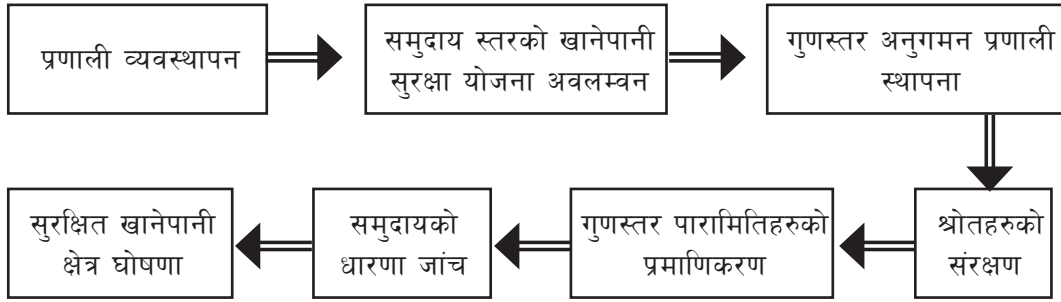 प्रणाली व्यवस्थापन
समुदाय स्तरको खानेपानी
सुरक्षा योजना अवलम्वन
गुणस्तर अनुगमन प्रणाली
स्थापना
श्रोतहरुको
संरक्षण
गुणस्तर पारामितिहरुको
प्रमाणिकरण
समुदायको
धारणा जांच
सुरक्षित खानेपानी
क्षेत्र घोषणा